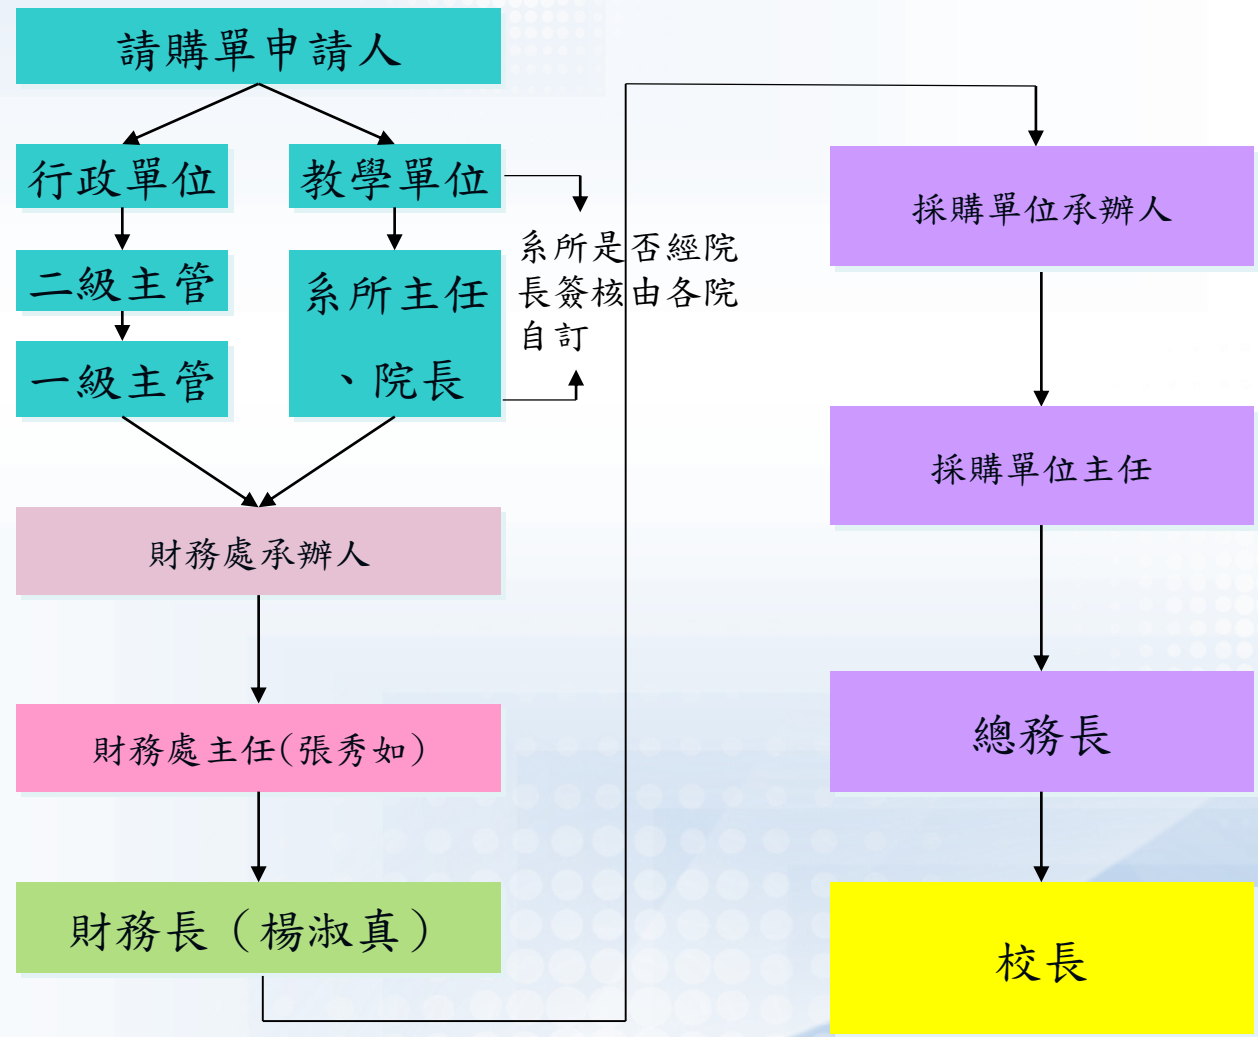 請購單申請人
行政單位
教學單位
二級主管
一級主管
系所主任
、院長
系所是否經院
長簽核由各院
自訂
財務處承辦人
財務處主任(張秀如)
財務長（楊淑真）
採購單位承辦人
採購單位主任
總務長
校長